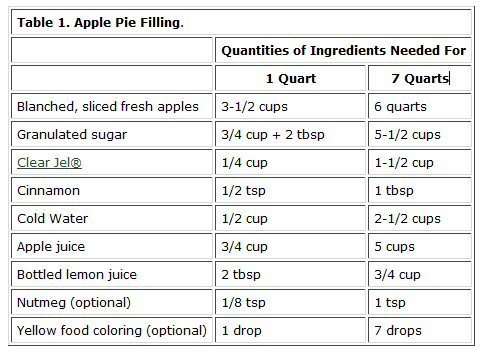 Table 1. Apple Pie Filling.
Quantities of Ingredients Needed For
1 Quart 7 Quarts
Blanched, sliced fresh apples 3-1/2 cups 6 quarts
Granulated sugar 3/4 cup + 2 tbsp 5-1/2 cups
Clear Jel® 1/4 cup 1-1/2 cup
Cinnamon 1/2 tsp 1 tbsp
Cold Water 1/2 cup 2-1/2 cups
Apple juice 3/4 cup 5 cups
Bottled lemon juice 2 tbsp 3/4 cup
Nutmeg (optional) 1/8 tsp 1 tsp
Yellow food coloring (optional) 1 drop 7 drops